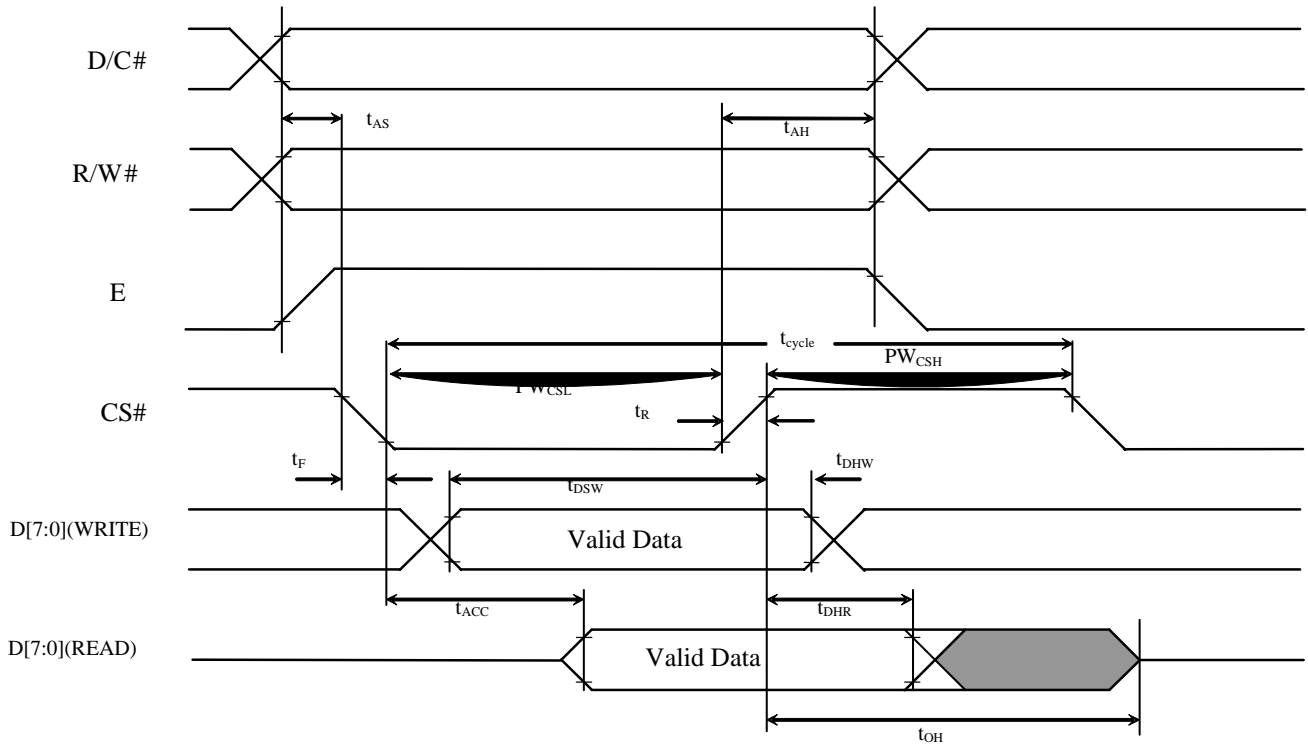 D/C#
tAS
tAH
R/W#
E
tcycle
PWCSH
PWCSL
CS#
tR
tF
tDHW
tDSW
D[7:0](WRITE)
Valid Data
tACC
tDHR
D[7:0](READ)
Valid Data
tOH